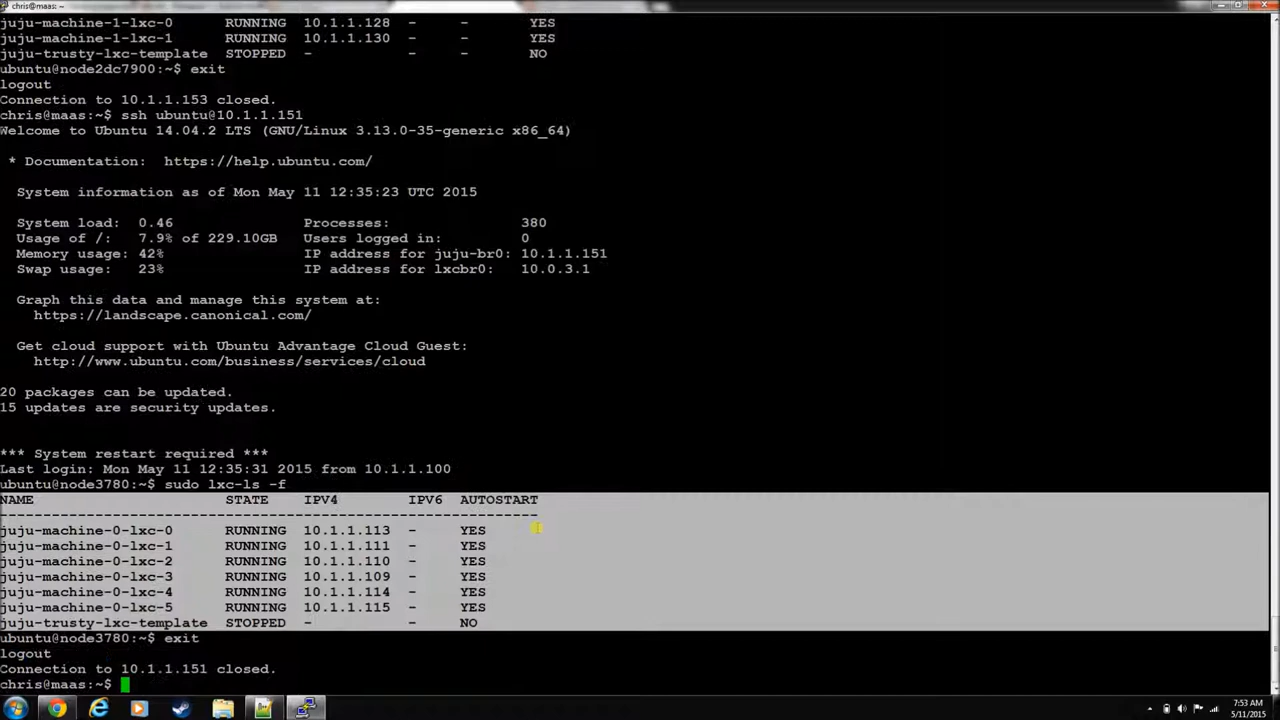 chris@maas: ~
juju-machine-1-lxc-0 RUNNING 10.1.1.128 - - YES
juju-machine-1-lxc-1 RUNNING 10.1.1.130 - - YES
juju-trusty-lxc-template STOPPED - - - NO
ubuntu@node2dc7900:~$ exit
logout
Connection to 10.1.1.153 closed.
chris@maas:~$ ssh ubuntu@10.1.1.151
Welcome to Ubuntu 14.04.2 LTS (GNU/Linux 3.13.0-35-generic x86_64)
* Documentation: https://help.ubuntu.com/
System information as of Mon May 11 12:35:23 UTC 2015
System load: 0.46 Processes: 380
Usage of /: 7.9% of 229.10GB Users logged in: 0
Memory usage: 42% IP address for juju-br0: 10.1.1.151
Swap usage: 23% IP address for lxcbr0: 10.0.3.1
Graph this data and manage this system at:
https://landscape.canonical.com/
Get cloud support with Ubuntu Advantage Cloud Guest:
http://www.ubuntu.com/business/services/cloud
20 packages can be updated.
15 updates are security updates.
*** System restart required ***
Last login: Mon May 11 12:35:31 2015 from 10.1.1.100
ubuntu@node3780:~$ sudo lxc-ls -f
NAME STATE IPV4 IPV6 AUTOSTART
--------------------------------------------------------------
juju-machine-0-lxc-0 RUNNING 10.1.1.113 - YES
juju-machine-0-lxc-1 RUNNING 10.1.1.111 - YES
juju-machine-0-lxc-2 RUNNING 10.1.1.110 - YES
juju-machine-0-lxc-3 RUNNING 10.1.1.109 - YES
juju-machine-0-lxc-4 RUNNING 10.1.1.114 - YES
juju-machine-0-lxc-5 RUNNING 10.1.1.115 - YES
juju-trusty-lxc-template STOPPED - - NO
ubuntu@node3780:~$ exit
logout
Connection to 10.1.1.151 closed.
chris@maas:~$
7:53 AM
5/11/2015